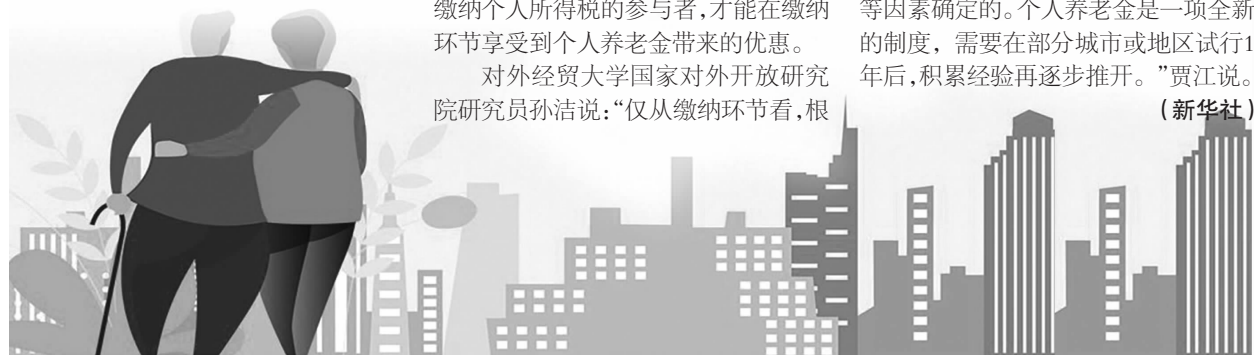 缴纳个人所得税的参与者,才能在缴纳
环节享受到个人养老金带来的优惠。
对外经贸大学国家对外开放研究
院研究员孙洁说:“仅从缴纳环节看,根
等因素确定的。个人养老金是一项全新
的制度，需要在部分城市或地区试行1
年后,积累经验再逐步推开。”贾江说。
(新华社)